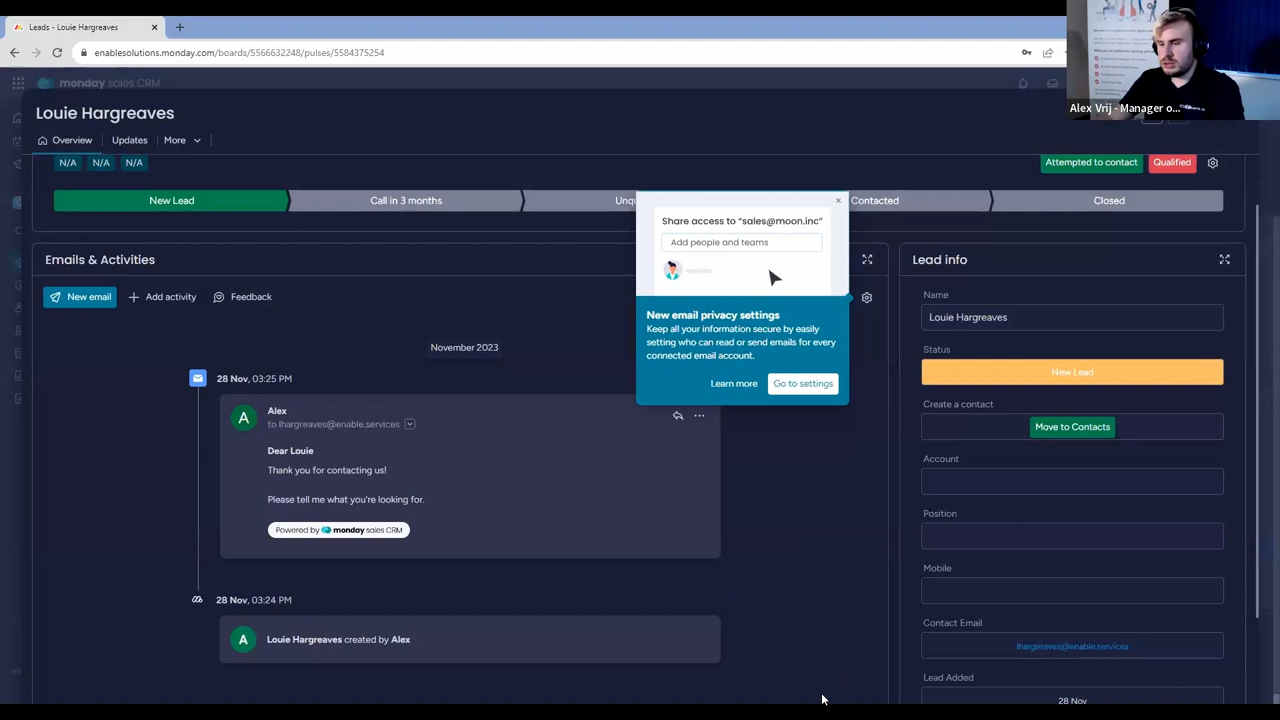 Leads - Louie Hargreaves
enablesolutions.monday.com/boards/5566632248/pulses/5584375254
monday sales CRM
Alex Vrij - Manager o...
Louie Hargreaves
Overview
Updates
More
N/A
N/A
N/A
Attempted to contact
Qualified
New Lead
Call in 3 months
Unqu
Contacted
Closed
Share access to “sales@moon.inc”
Add people and teams
New email privacy settings
Keep all your information secure by easily
setting who can read or send emails for every
connected email account.
Learn more
Go to settings
Emails & Activities
New email
Add activity
Feedback
November 2023
28 Nov, 03:25 PM
A
Alex
to lhargreaves@enable.services
Dear Louie
Thank you for contacting us!
Please tell me what you're looking for.
Powered by monday sales CRM
28 Nov, 03:24 PM
A
Louie Hargreaves created by Alex
Lead info
Name
Louie Hargreaves
Status
New Lead
Create a contact
Move to Contacts
Account
Position
Mobile
Contact Email
lhargreaves@enable.services
Lead Added
28 Nov